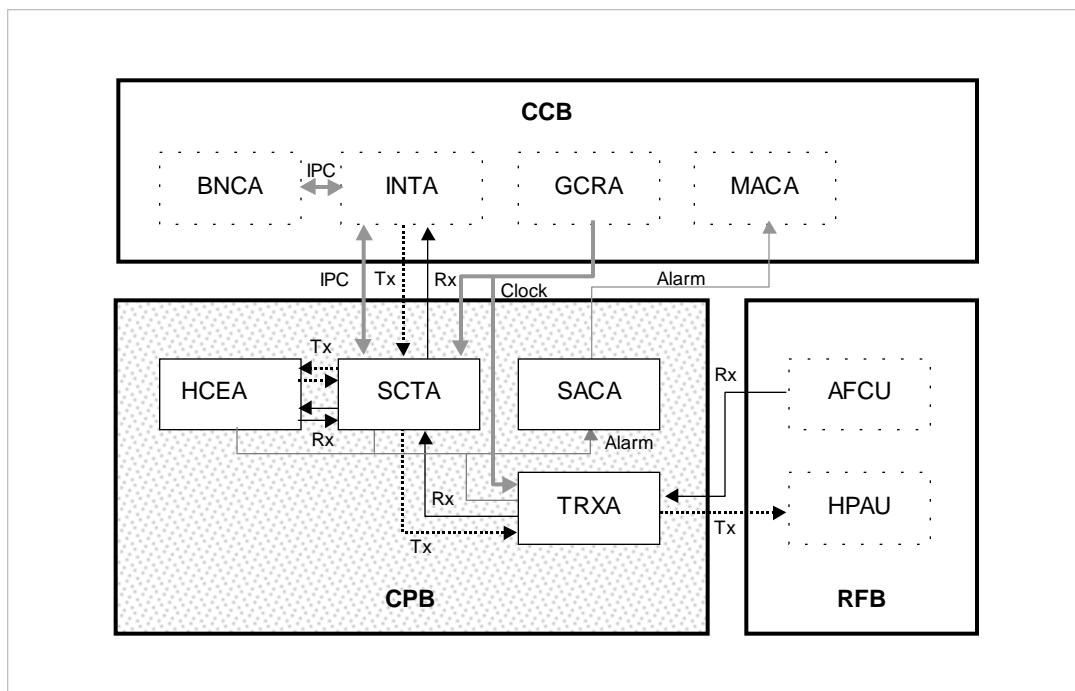 CCB
BNCA
IPC
INTA
GCRA
MACA
IPC
Tx
Rx
Clock
Alarm
HCEA
Tx
Rx
SCTA
SACA
Alarm
Rx
Tx
TRXA
Rx
AFCU
Tx
HPAU
CPB
RFB